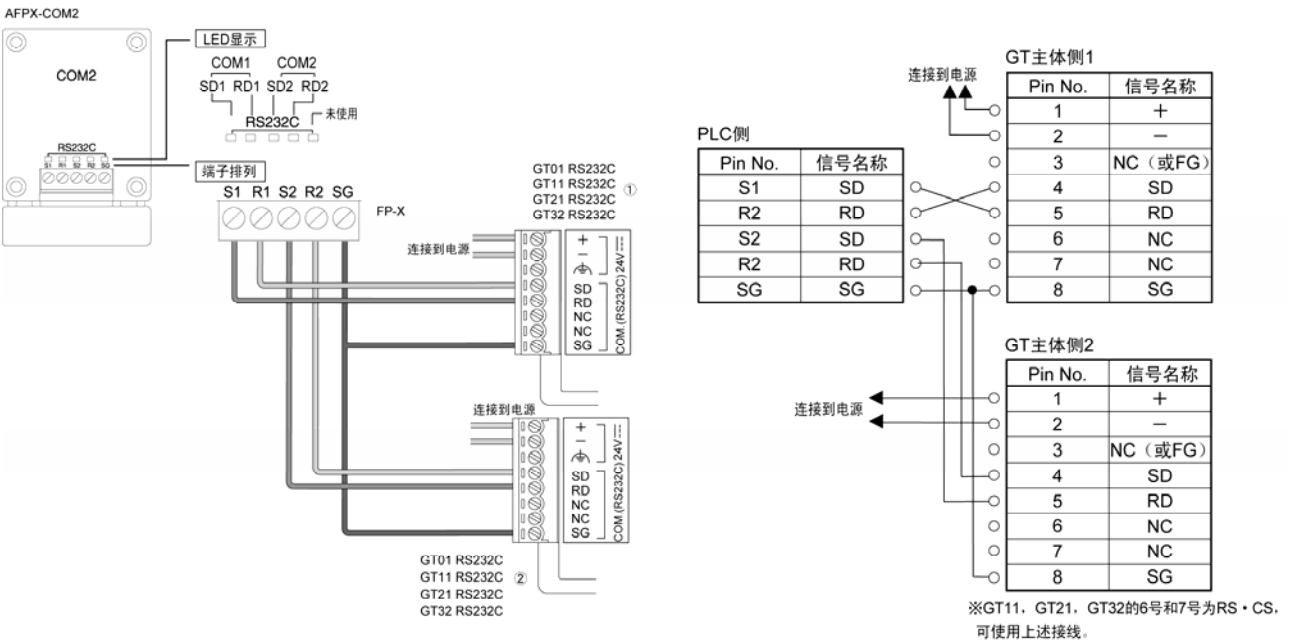 AFPX-COM2
COM2
RS232C
S1 R1 S2 R2 SG
LED显示
COM1 COM2
SD1 RD1 SD2 RD2
RS232C
未使用
端子排列
S1 R1 S2 R2 SG
FP-X
GT01 RS232C
GT11 RS232C
GT21 RS232C
GT32 RS232C
①
连接到电源
+
−
SD
RD
NC
NC
SG
24V
COM.(RS232C)
连接到电源
+
−
SD
RD
NC
NC
SG
24V
COM.(RS232C)
GT01 RS232C
GT11 RS232C
GT21 RS232C
GT32 RS232C
②
PLC侧
Pin No. 信号名称
S1 SD
R2 RD
S2 SD
R2 RD
SG SG
连接到电源
GT主体侧1
Pin No. 信号名称
1 +
2 −
3 NC（或FG）
4 SD
5 RD
6 NC
7 NC
8 SG
连接到电源
GT主体侧2
Pin No. 信号名称
1 +
2 −
3 NC（或FG）
4 SD
5 RD
6 NC
7 NC
8 SG
※GT11，GT21，GT32的6号和7号为RS・CS，
可使用上述接线。